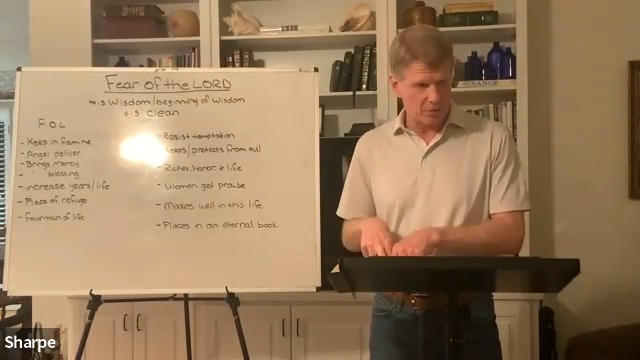 Fear of the LORD
is Wisdom/beginning of Wisdom
is clean
F O L
- Keep in famine
- Angel deliver
- Brings mercy
- " blessing
- increase years/life
- Place of refuge
- fountain of life
- Resist temptation
/protects from evil
- Riches, honor + life
- Women get praise
- Makes well in this life
- Places in an eternal book
STRANGE
Sharpe